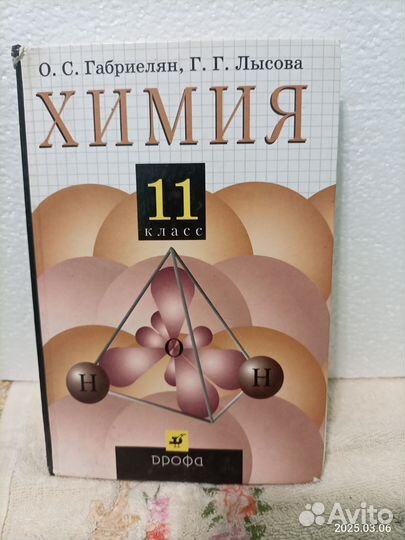 О. С. Габриелян, Г. Г. Лысова
ХИМИЯ
11
класс
O
H
H
дрофа
Avito
2025.03.06